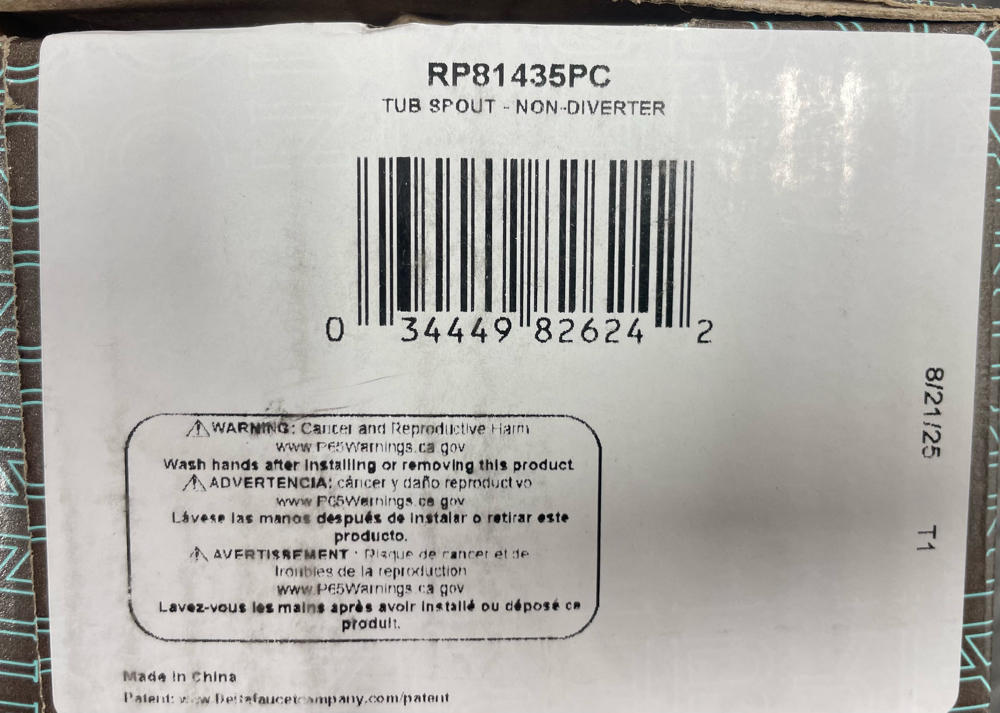 RP81435PC
TUB SPOUT - NON-DIVERTER
0 34449 82624 2
8/21/25 T1
⚠WARNING: Cancer and Reproductive Harm
www.P65Warnings.ca.gov
Wash hands after installing or removing this product
⚠ADVERTENCIA: cáncer y daño reproductivo
www.P65Warnings.ca.gov
Lávese las manos después de instalar o retirar este
producto.
⚠ AVERTISSEMENT : Risque de cancer et de
troubles de la reproduction
www.P65Warnings.ca.gov
Lavez-vous les mains après avoir installé ou déposé ce
produit.
Made in China
Patent: www.Deltafaucetcompany.com/patent